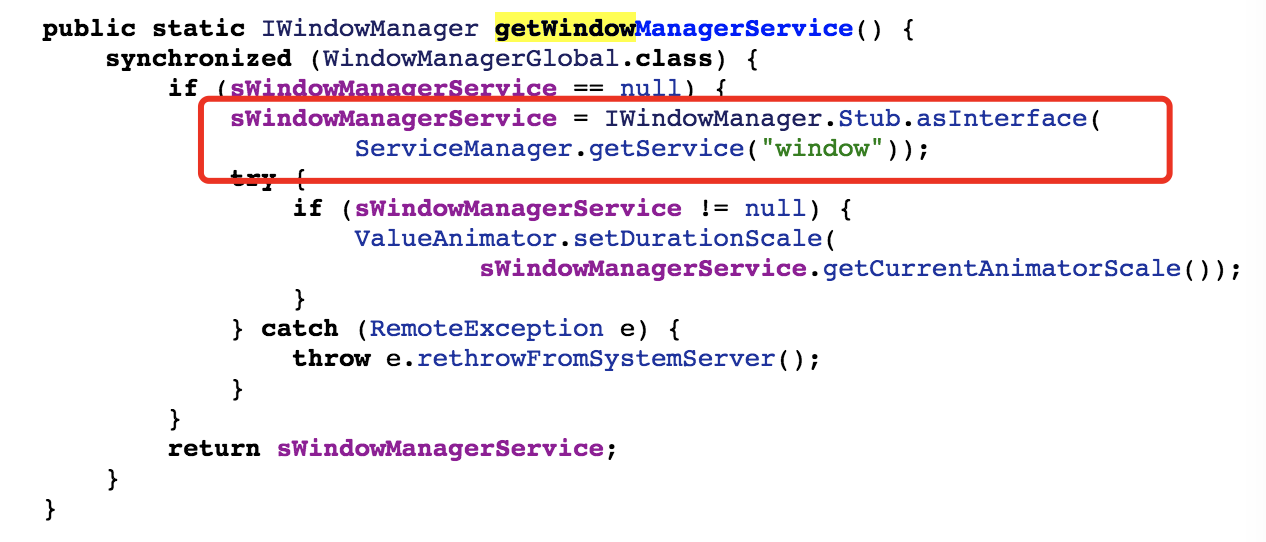 public static IWindowManager getWindowManagerService() {
synchronized (WindowManagerGlobal.class) {
if (sWindowManagerService == null) {
sWindowManagerService = IWindowManager.Stub.asInterface(
ServiceManager.getService("window"));
try {
if (sWindowManagerService != null) {
ValueAnimator.setDurationScale(
sWindowManagerService.getCurrentAnimatorScale());
}
} catch (RemoteException e) {
throw e.rethrowFromSystemServer();
}
}
return sWindowManagerService;
}
}